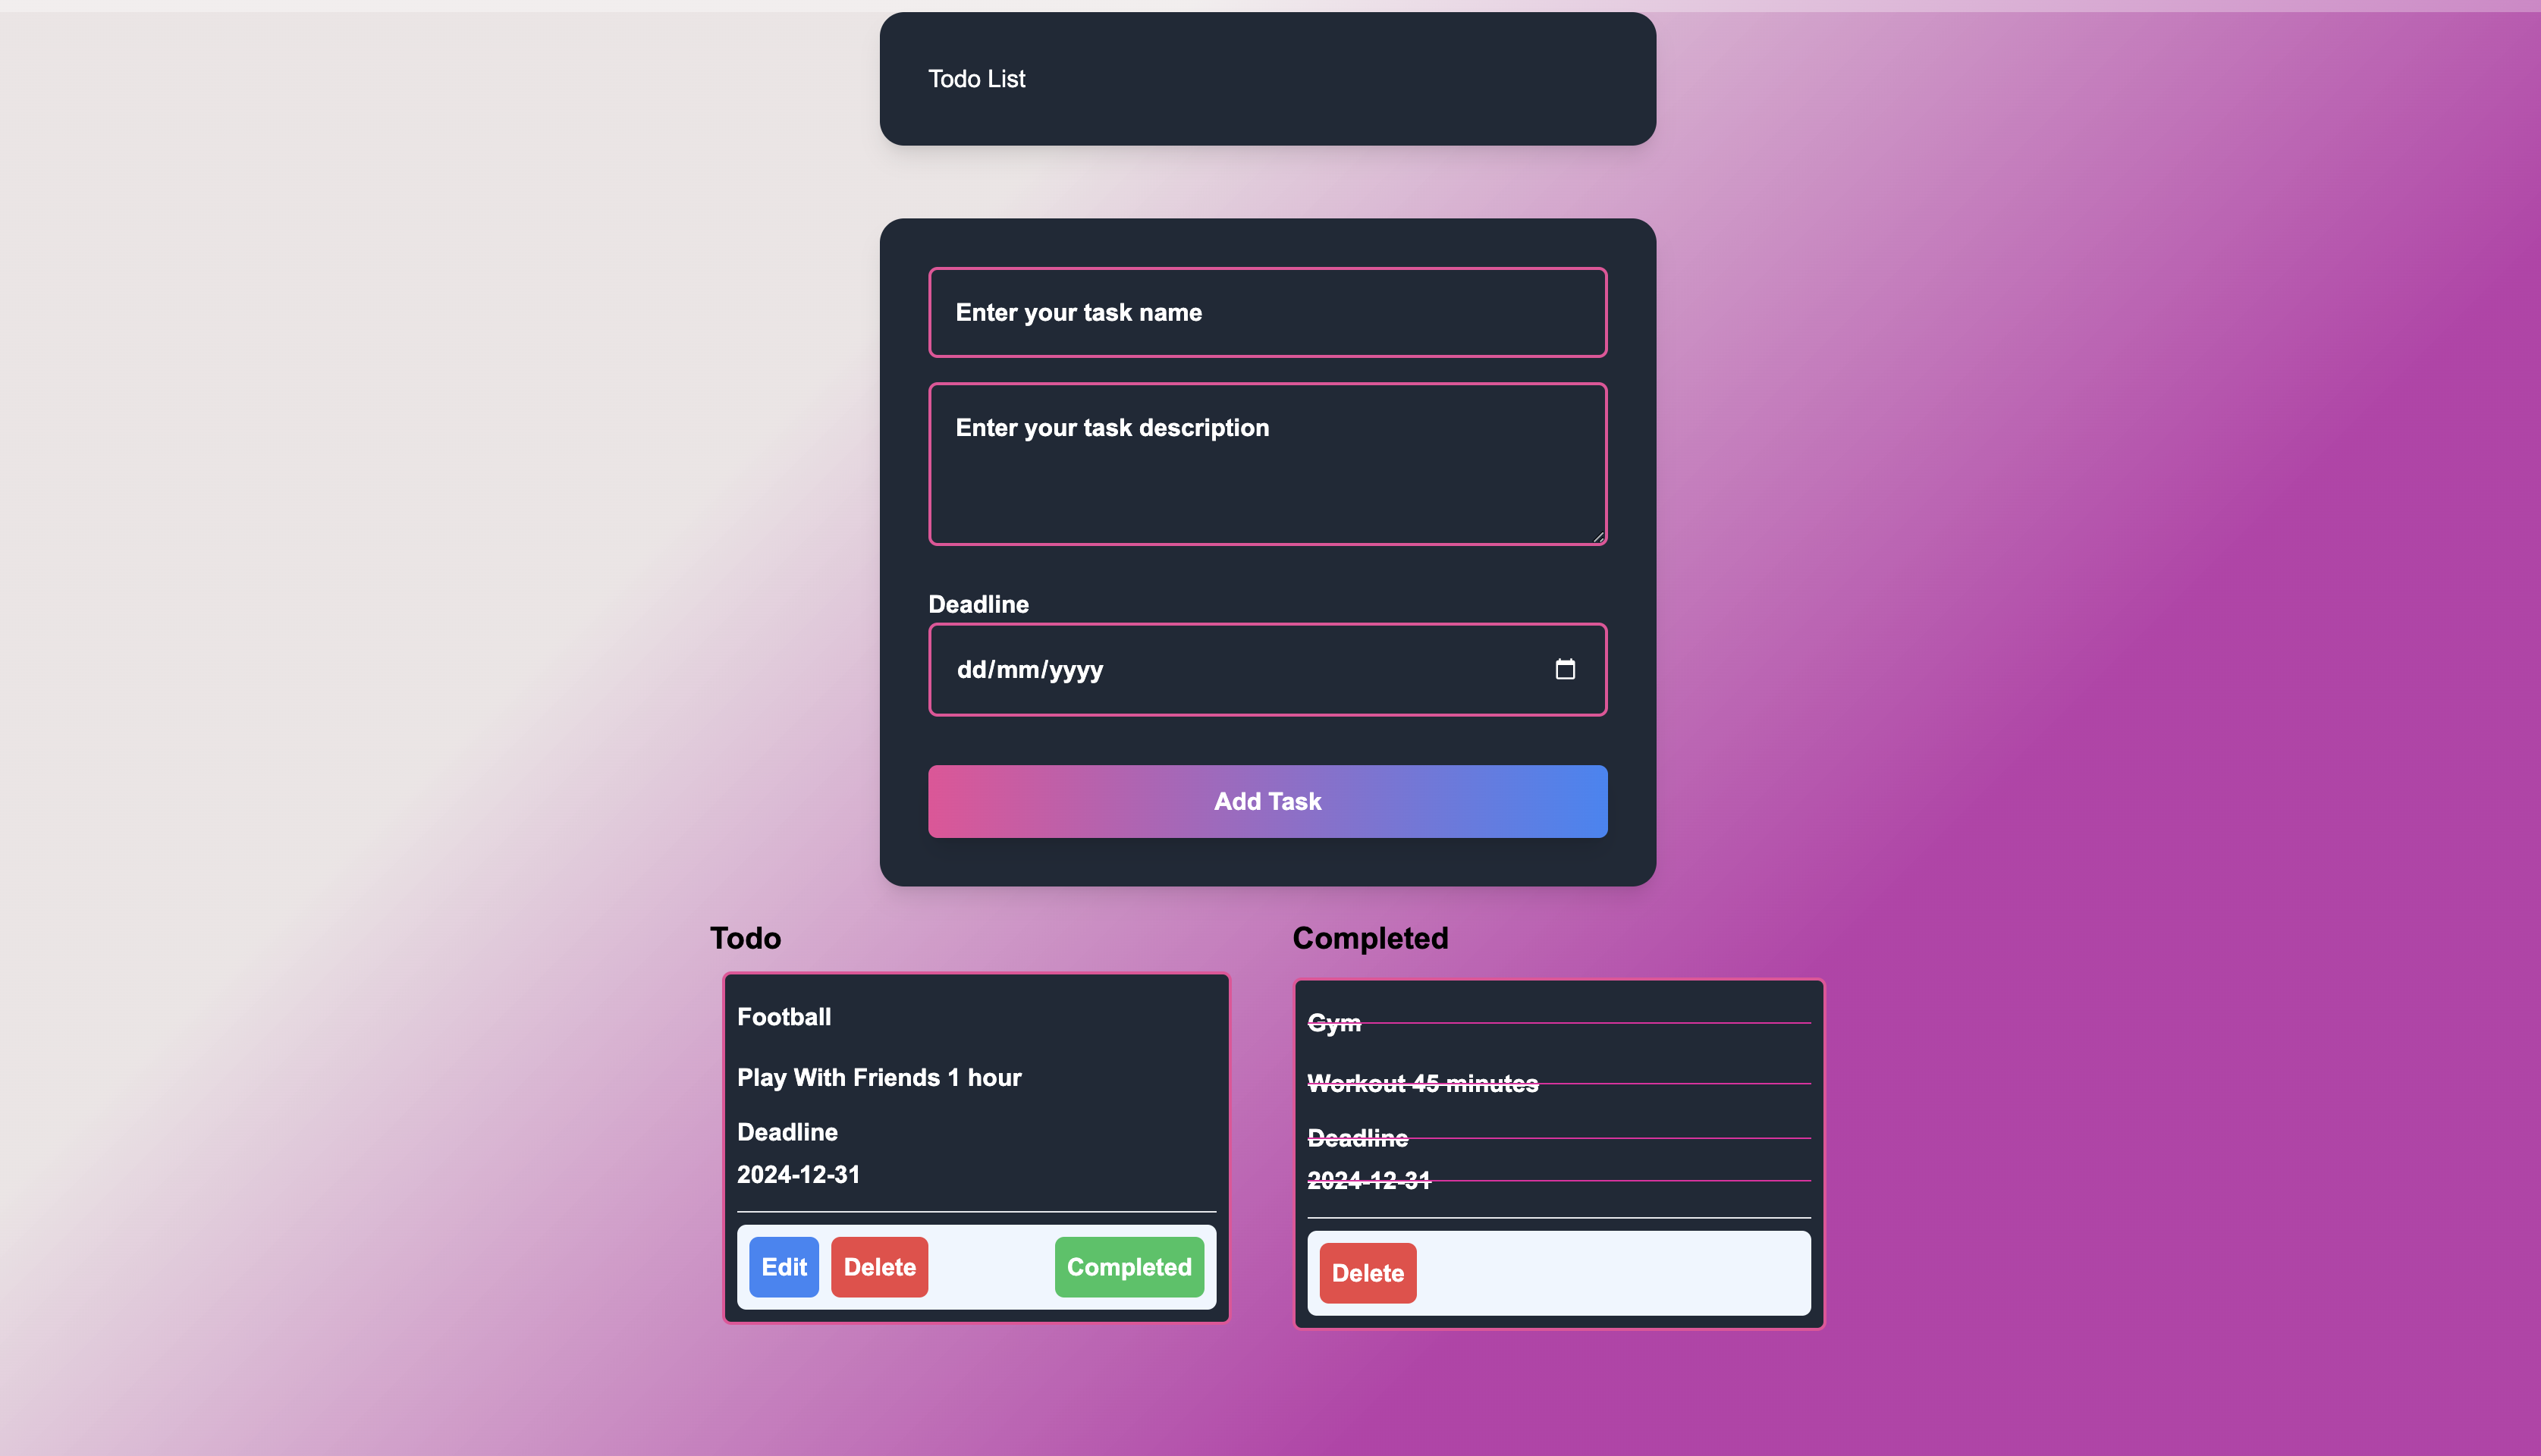 Todo List
Enter your task name
Enter your task description
Deadline
dd/mm/yyyy
Add Task
Todo
Football
Play With Friends 1 hour
Deadline
2024-12-31
Edit Delete Completed
Completed
Gym
Workout 45 minutes
Deadline
2024-12-31
Delete